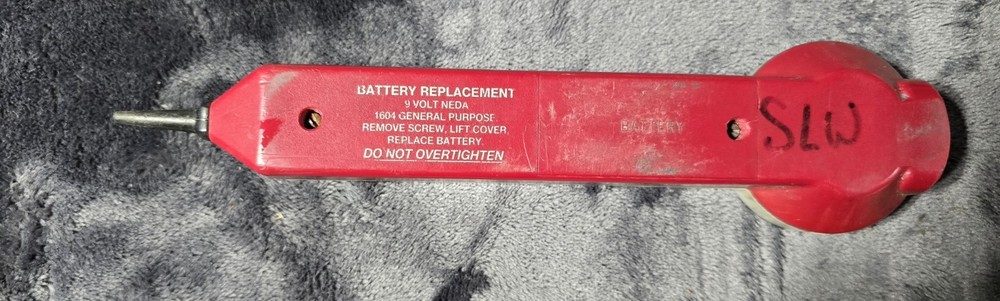 BATTERY REPLACEMENT
9 VOLT NEDA
1604 GENERAL PURPOSE
REMOVE SCREW, LIFT COVER,
REPLACE BATTERY.
DO NOT OVERTIGHTEN
BATTERY
SLW